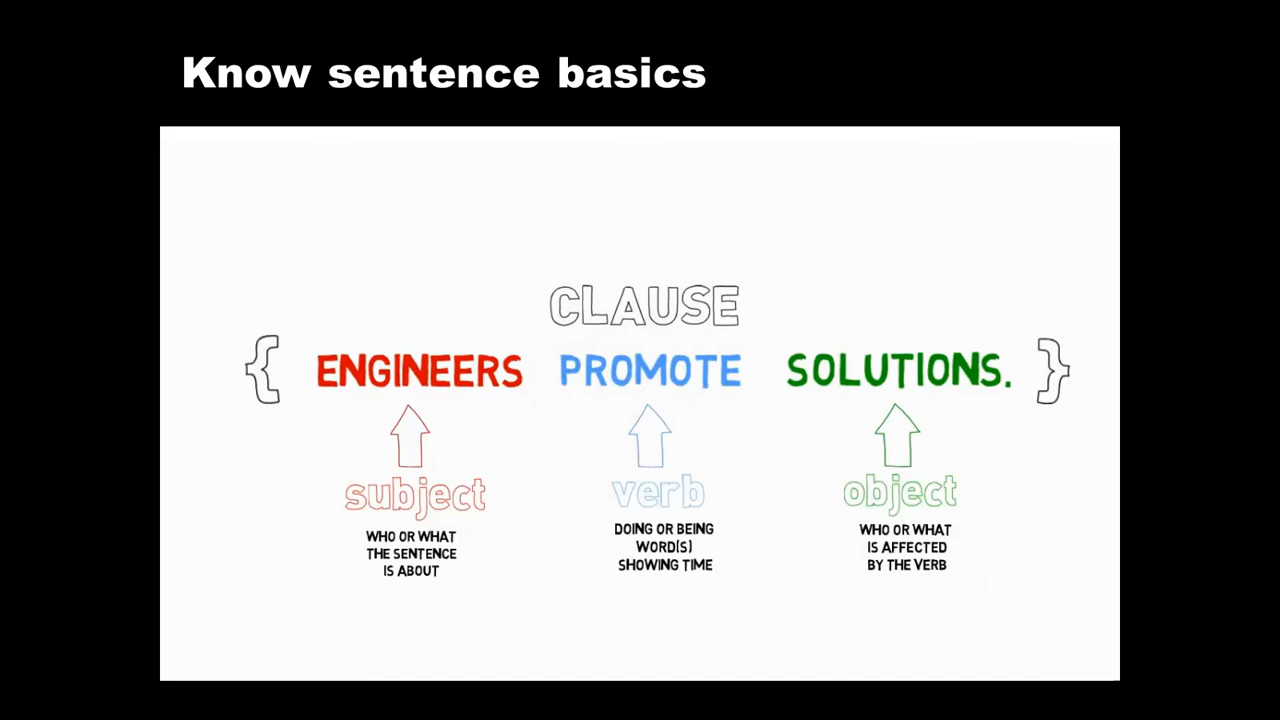 Know sentence basics
CLAUSE
{ ENGINEERS PROMOTE SOLUTIONS. }
subject verb object
WHO OR WHAT
THE SENTENCE
IS ABOUT
DOING OR BEING
WORD(S)
SHOWING TIME
WHO OR WHAT
IS AFFECTED
BY THE VERB